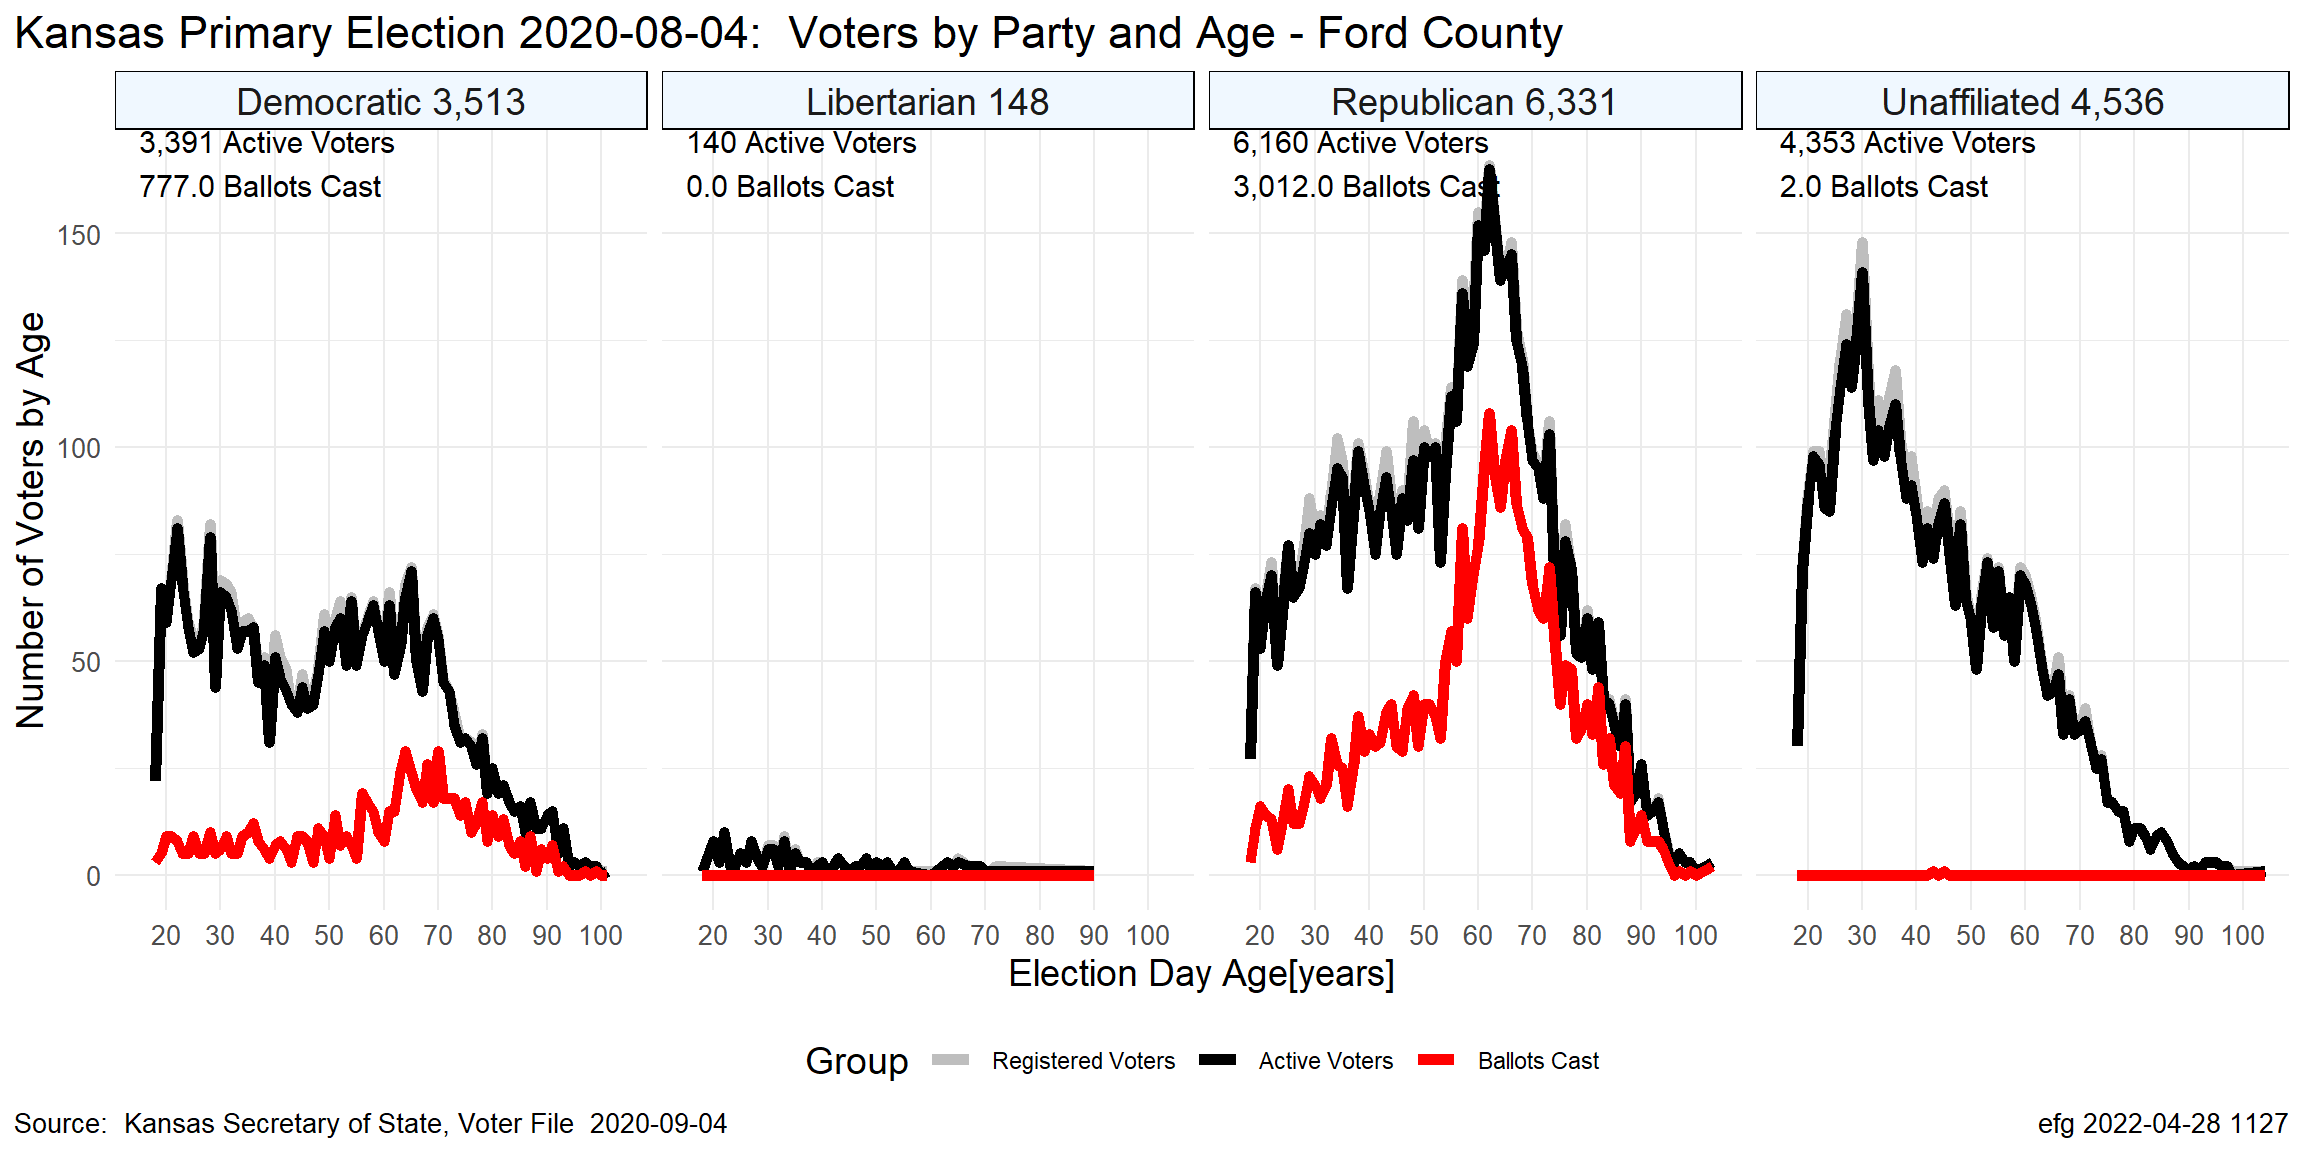 Kansas Primary Election 2020-08-04:  Voters by Party and Age - Ford County
Democratic 3,513
Libertarian 148
Republican 6,331
Unaffiliated 4,536
3,391 Active Voters
777.0 Ballots Cast
140 Active Voters
0.0 Ballots Cast
6,160 Active Voters
3,012.0 Ballots Cast
4,353 Active Voters
2.0 Ballots Cast
Number of Voters by Age
150
100
50
0
20 30 40 50 60 70 80 90 100
20 30 40 50 60 70 80 90 100
20 30 40 50 60 70 80 90 100
20 30 40 50 60 70 80 90 100
Election Day Age[years]
Group Registered Voters Active Voters Ballots Cast
Source:  Kansas Secretary of State, Voter File  2020-09-04
efg 2022-04-28 1127